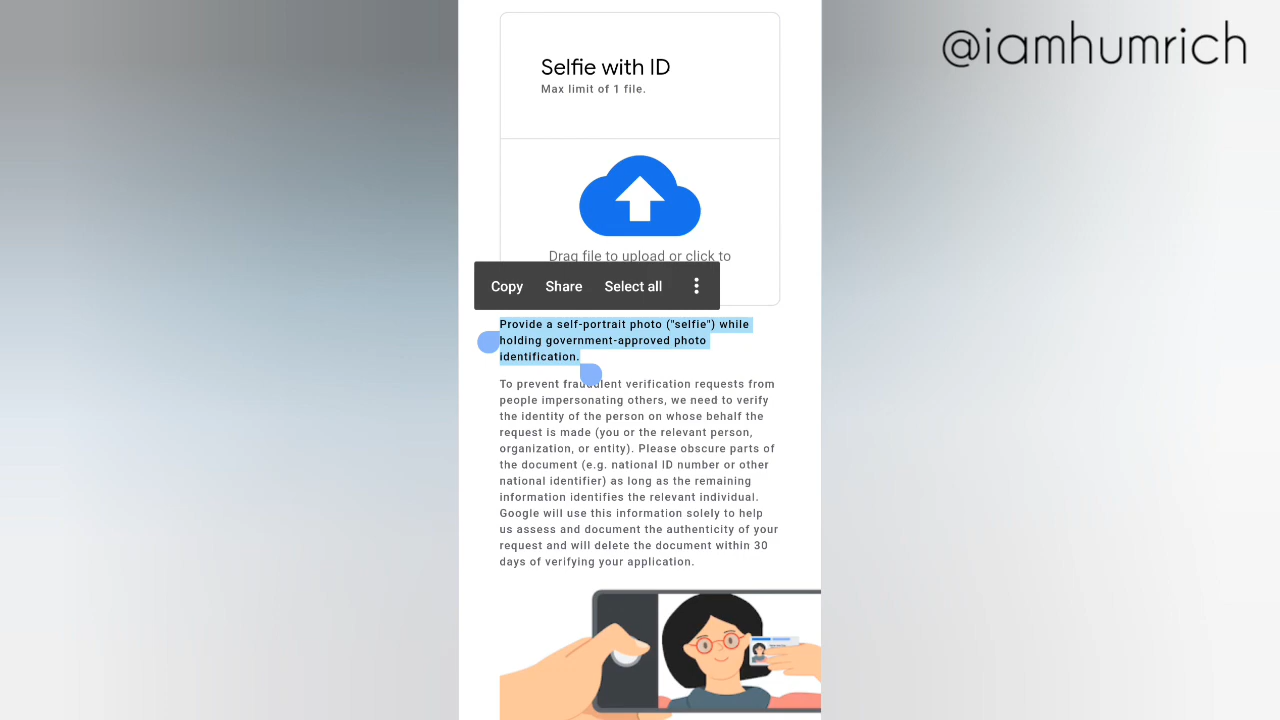 @iamhumrich
Selfie with ID
Max limit of 1 file.
Drag file to upload or click to
Copy Share Select all
Provide a self-portrait photo ("selfie") while
holding government-approved photo
identification.
To prevent fraudulent verification requests from
people impersonating others, we need to verify
the identity of the person on whose behalf the
request is made (you or the relevant person,
organization, or entity). Please obscure parts of
the document (e.g. national ID number or other
national identifier) as long as the remaining
information identifies the relevant individual.
Google will use this information solely to help
us assess and document the authenticity of your
request and will delete the document within 30
days of verifying your application.